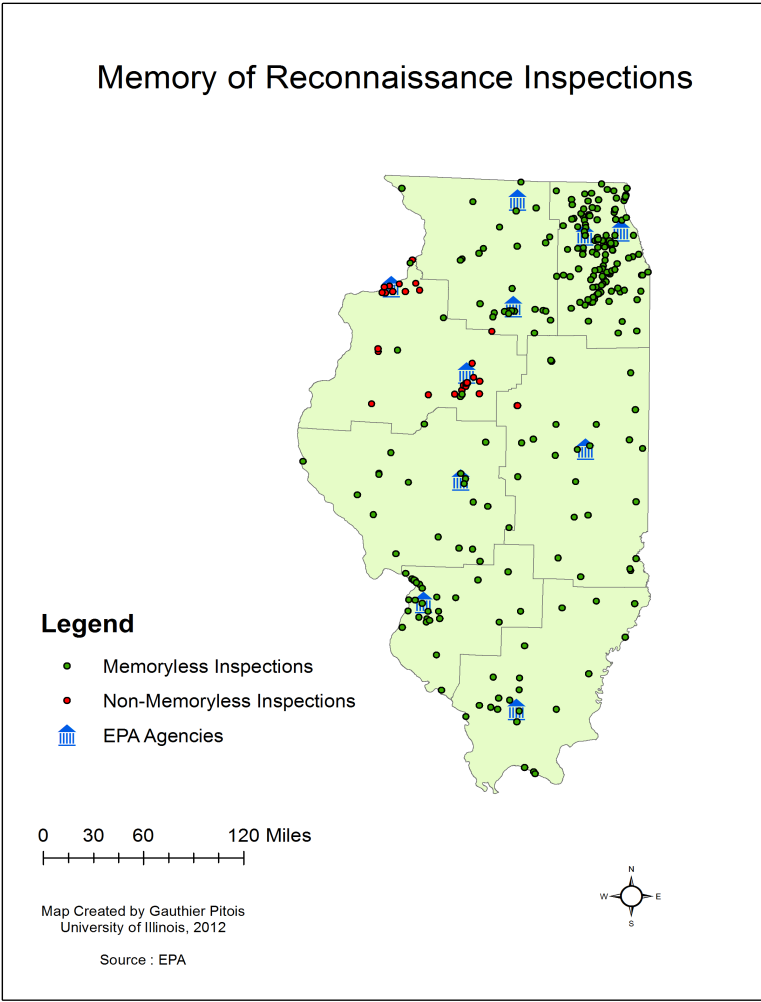 Memory of Reconnaissance Inspections
Legend
Memoryless Inspections
Non-Memoryless Inspections
EPA Agencies
0 30 60 120 Miles
Map Created by Gauthier Pitois
University of Illinois, 2012
Source : EPA
N
W E
S